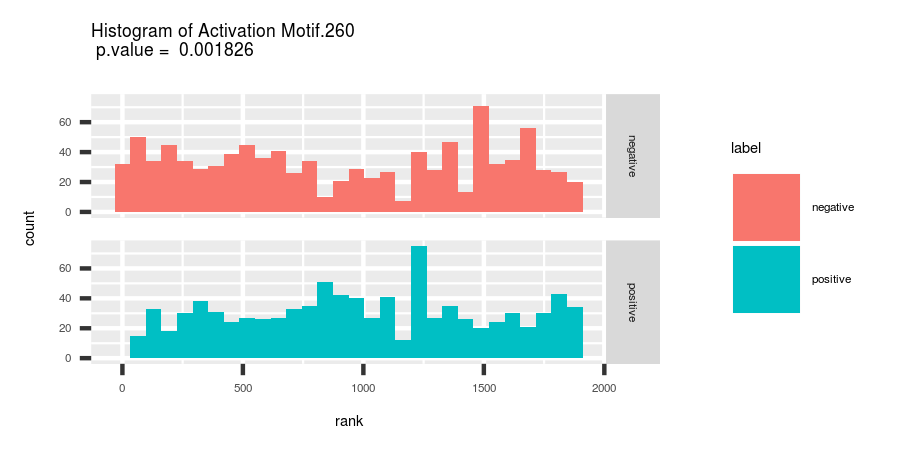 Histogram of Activation Motif.260
p.value = 0.001826
count
60
40
20
0
negative
60
40
20
0
positive
0
500
1000
1500
2000
rank
label
negative
positive